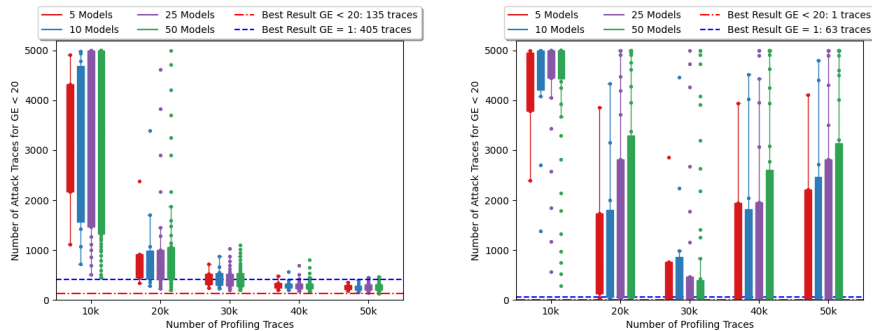 5 Models
10 Models
25 Models
50 Models
Best Result GE < 20: 135 traces
Best Result GE = 1: 405 traces
Number of Attack Traces for GE < 20
5000
4000
3000
2000
1000
0
10k 20k 30k 40k 50k
Number of Profiling Traces
5 Models
10 Models
25 Models
50 Models
Best Result GE < 20: 1 traces
Best Result GE = 1: 63 traces
Number of Attack Traces for GE < 20
5000
4000
3000
2000
1000
0
10k 20k 30k 40k 50k
Number of Profiling Traces